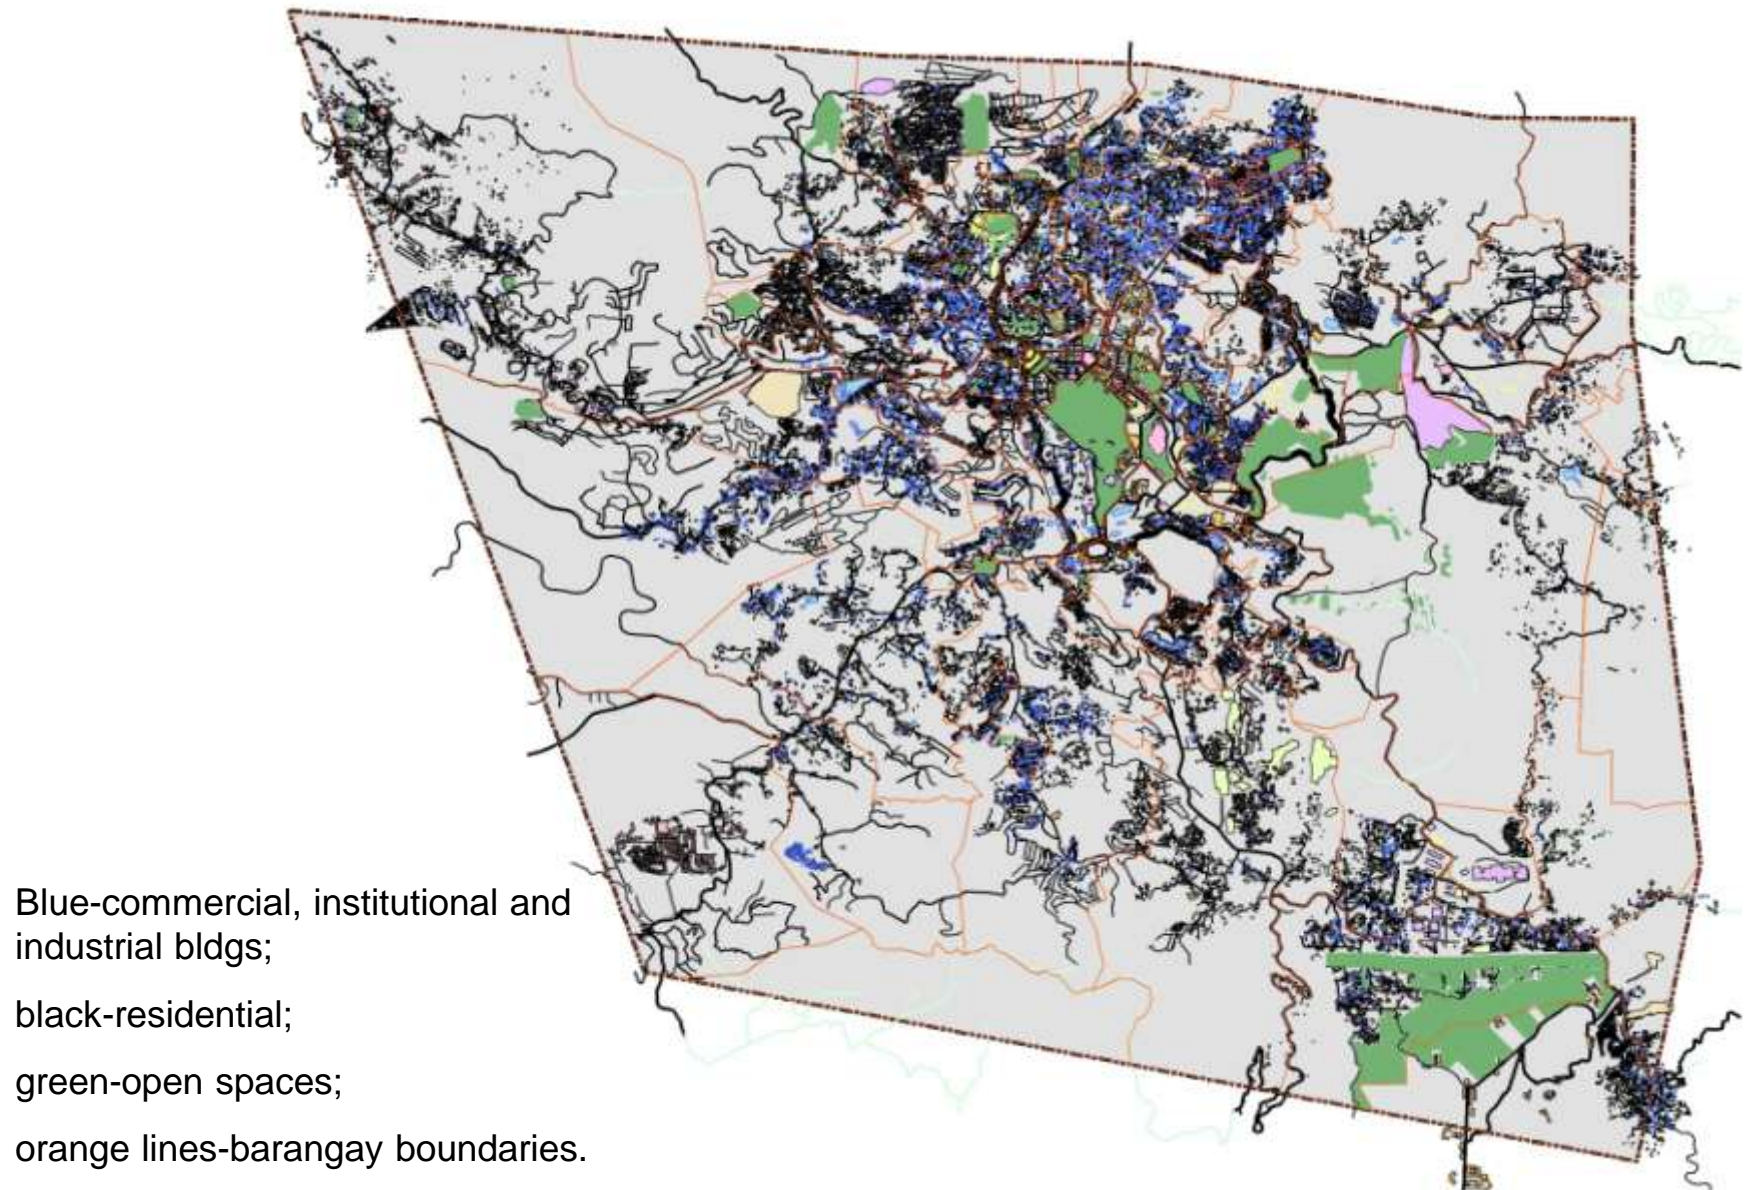 Blue-commercial, institutional and
industrial bldgs;
black-residential;
green-open spaces;
orange lines-barangay boundaries.